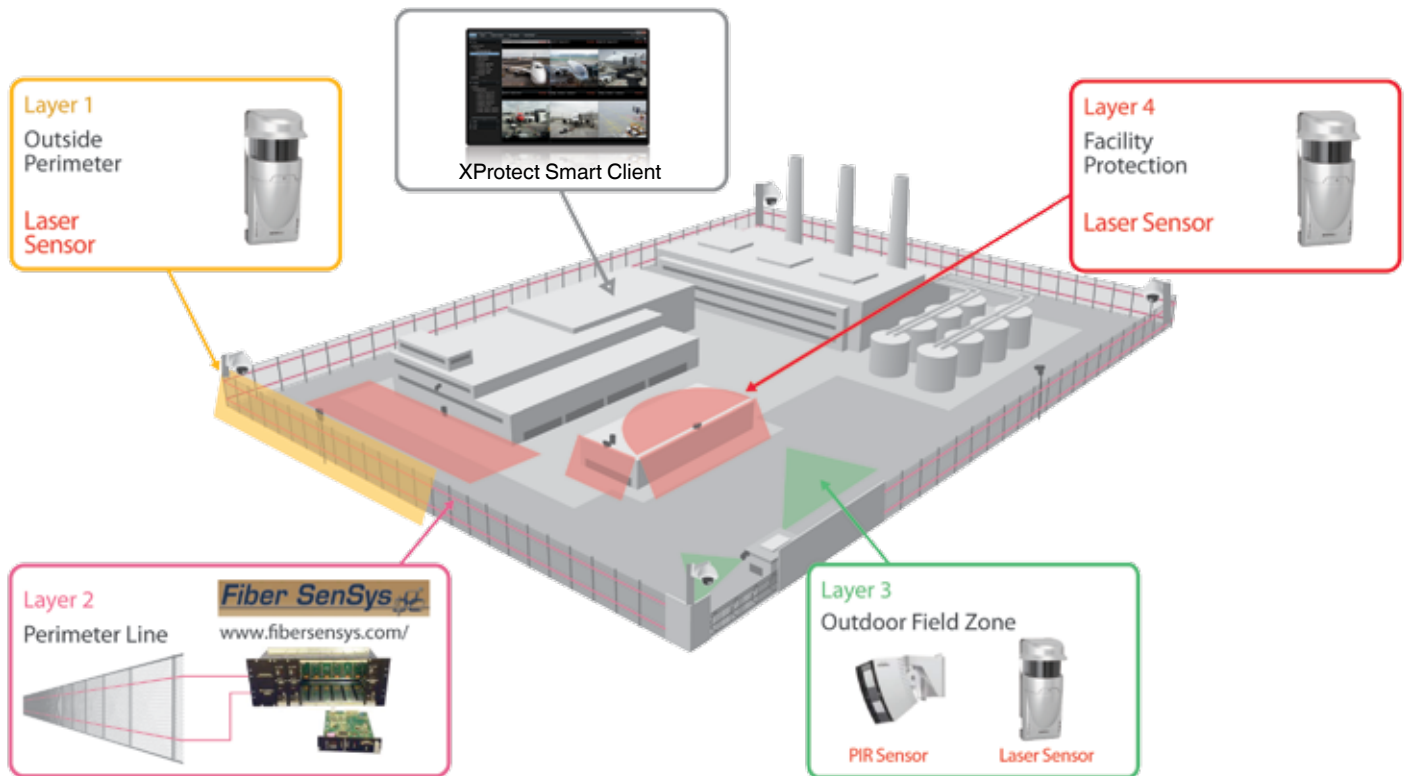 XProtect Smart Client
Layer 1
Outside
Perimeter
Laser
Sensor
Layer 4
Facility
Protection
Laser Sensor
Layer 2
Perimeter Line
Fiber SenSys
www.fibersensys.com/
Layer 3
Outdoor Field Zone
PIR Sensor
Laser Sensor